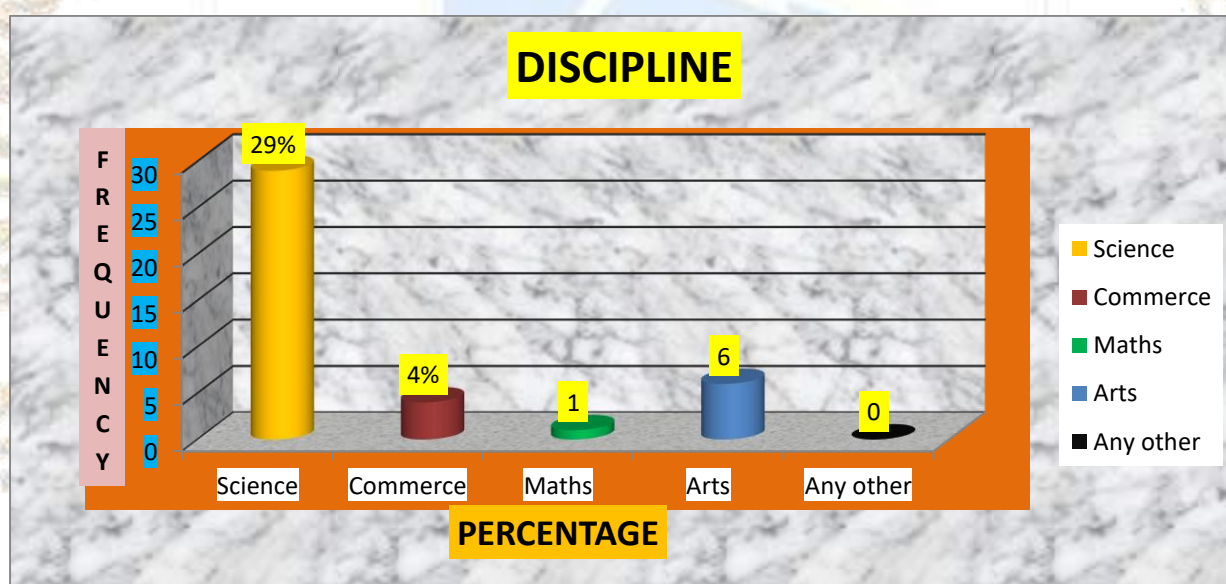 DISCIPLINE
FREQUENCY
30
25
20
15
10
5
0
29%
4%
1
6
0
Science
Commerce
Maths
Arts
Any other
PERCENTAGE
Science
Commerce
Maths
Arts
Any other